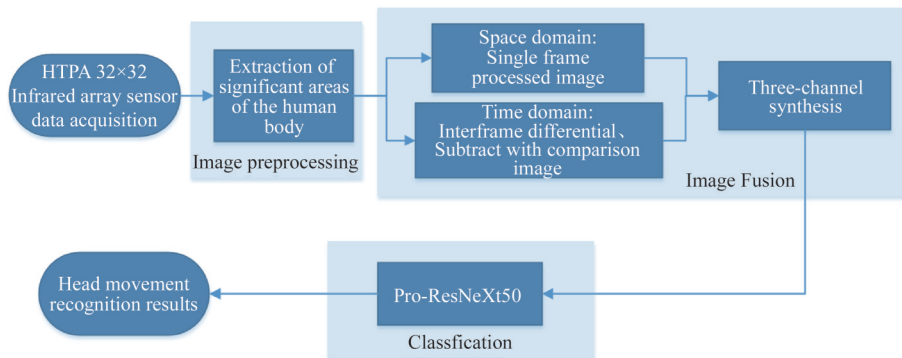 HTPA 32×32
Infrared array sensor
data acquisition
Extraction of
significant areas
of the human
body
Image preprocessing
Space domain:
Single frame
processed image
Time domain:
Interframe differential、
Subtract with comparison
image
Three-channel
synthesis
Image Fusion
Pro-ResNeXt50
Classfication
Head movement
recognition results